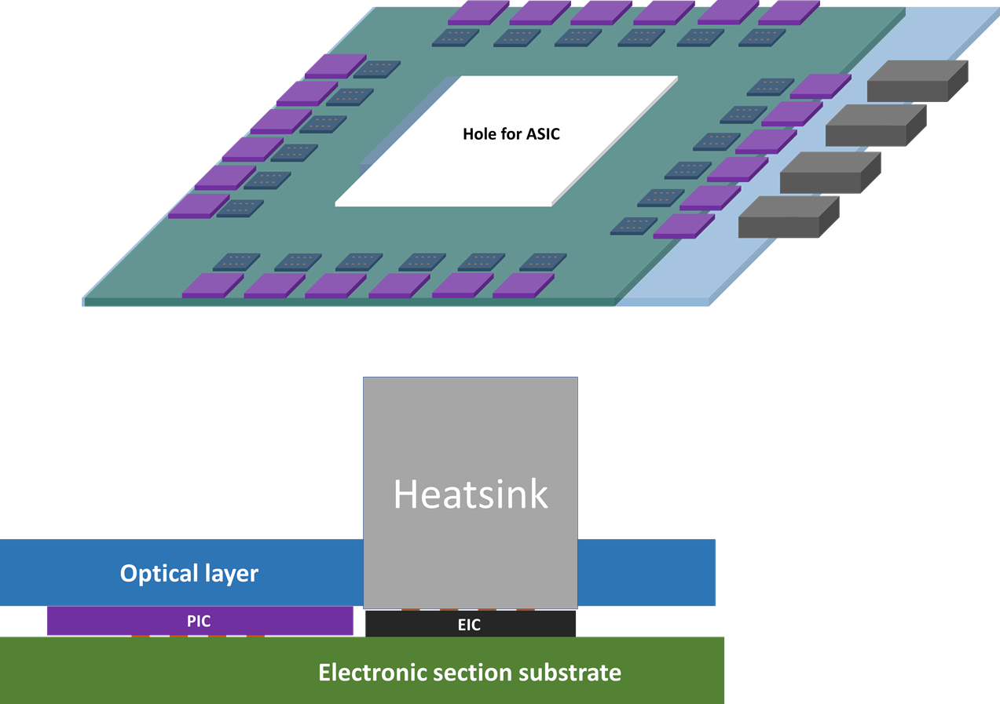 Hole for ASIC
Heatsink
Optical layer
PIC
EIC
Electronic section substrate